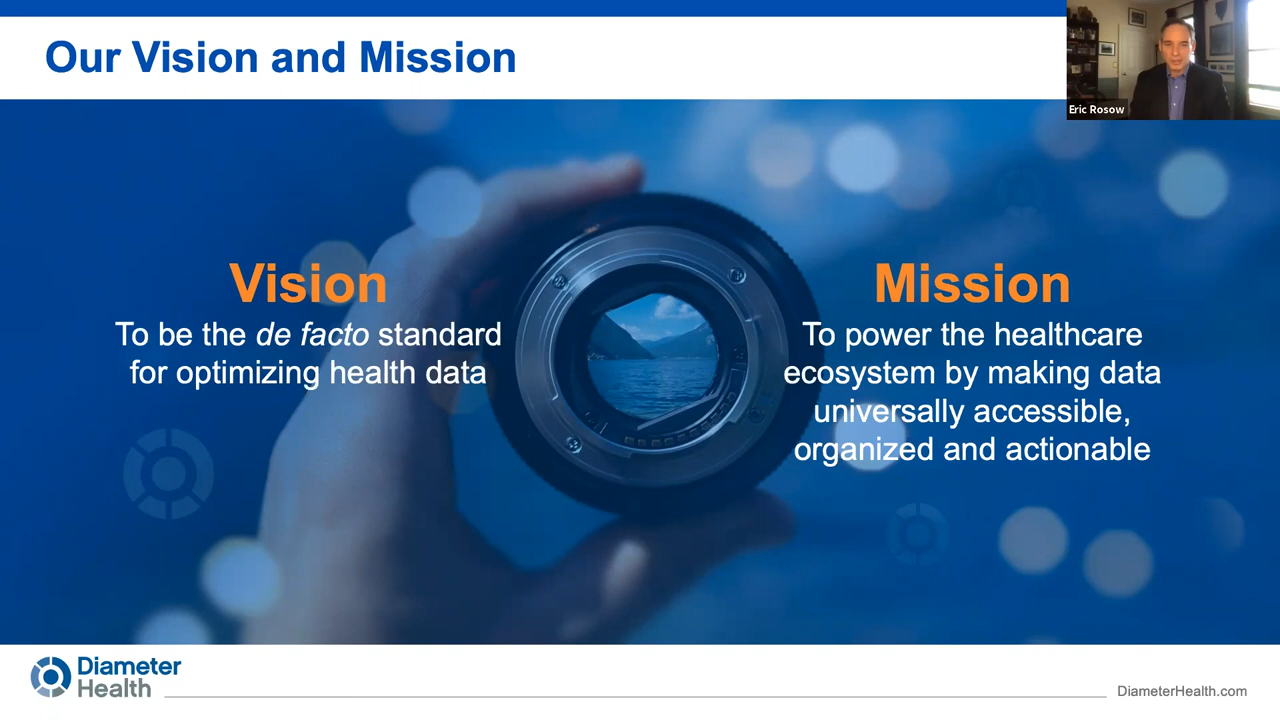 Our Vision and Mission
Eric Rosow
Vision
To be the de facto standard
for optimizing health data
Mission
To power the healthcare
ecosystem by making data
universally accessible,
organized and actionable
Diameter
Health
DiameterHealth.com